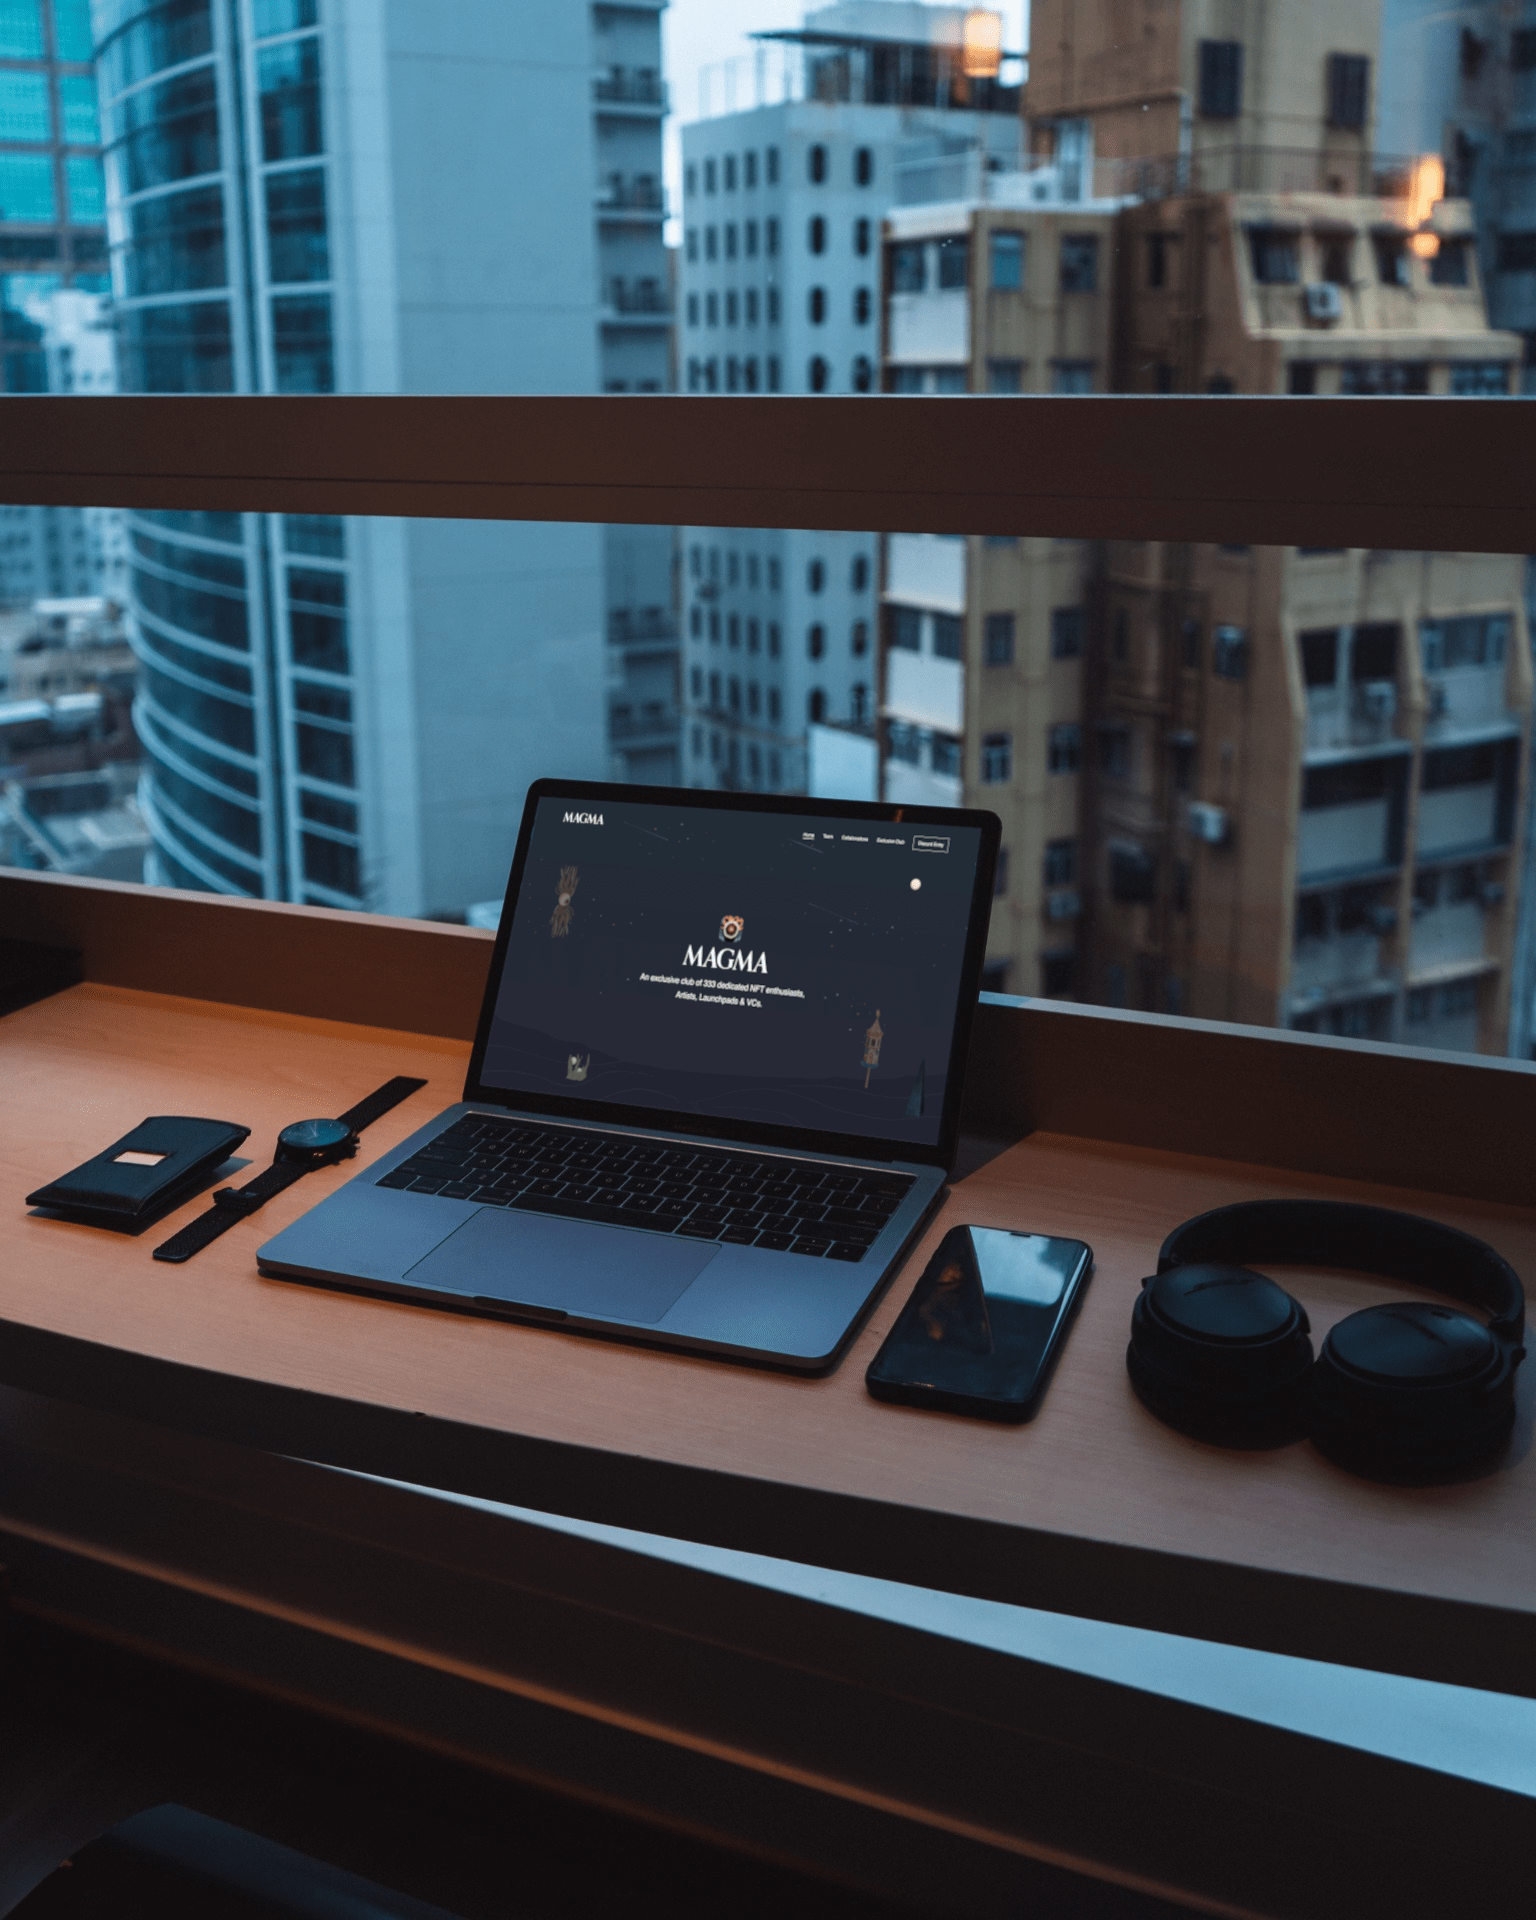 MAGMA
Home Team Collaborations Exclusive Club Discord Entry
MAGMA
An exclusive club of 333 dedicated NFT enthusiasts,
Artists, Launchpads & VCs.